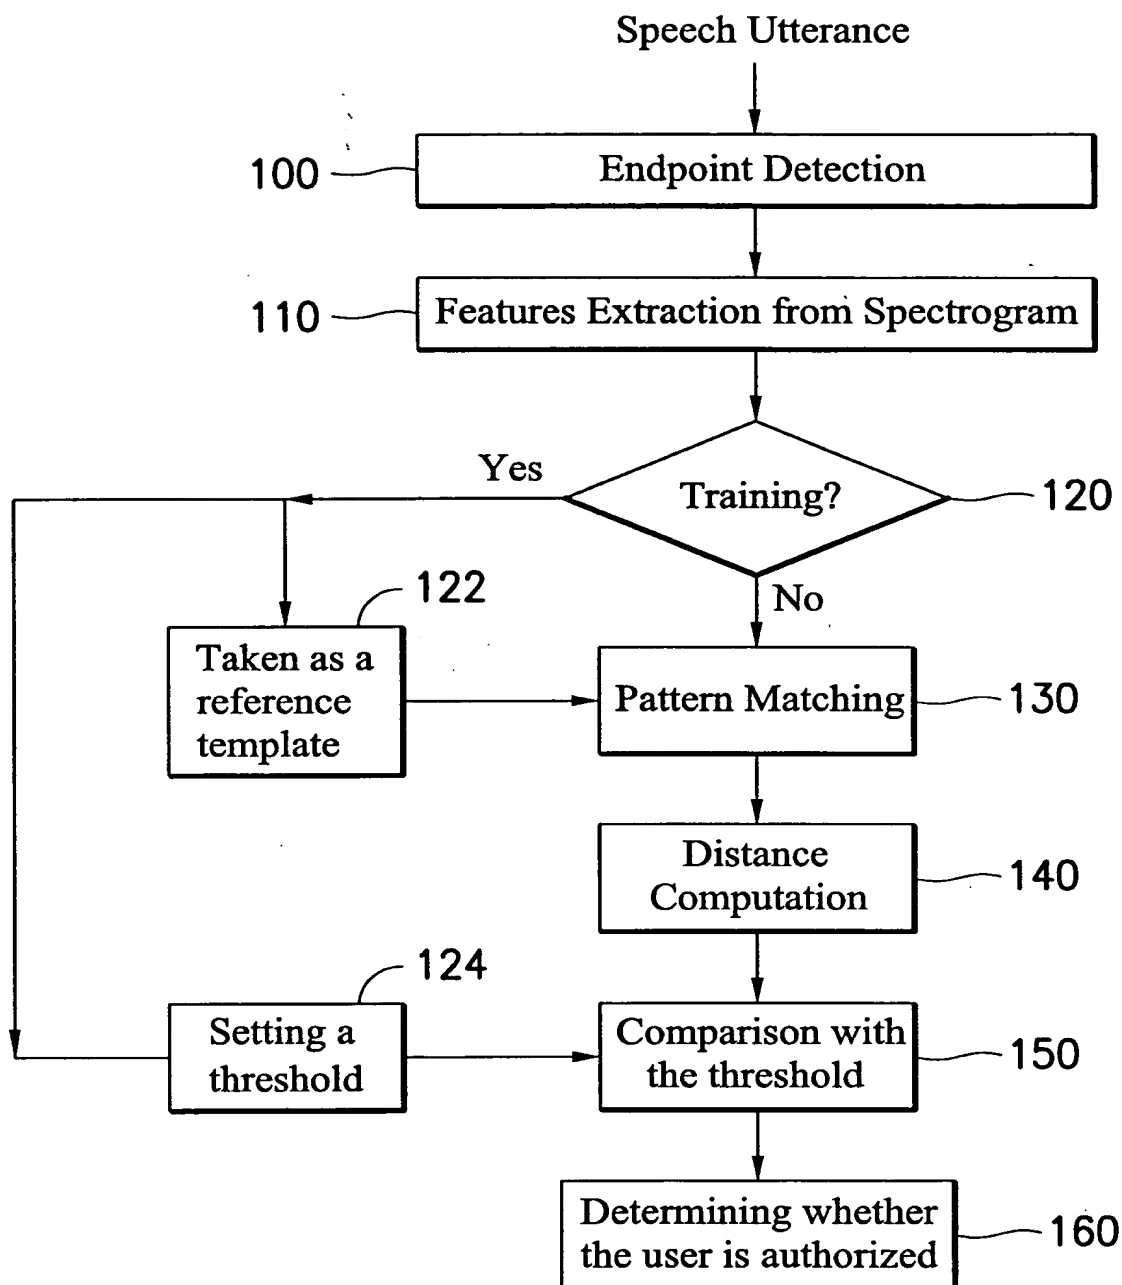 Speech Utterance
100
Endpoint Detection
110
Features Extraction from Spectrogram
Yes
Training?
120
122
No
Taken as a
reference
template
Pattern Matching
130
Distance
Computation
140
124
Setting a
threshold
Comparison with
the threshold
150
Determining whether
the user is authorized
160